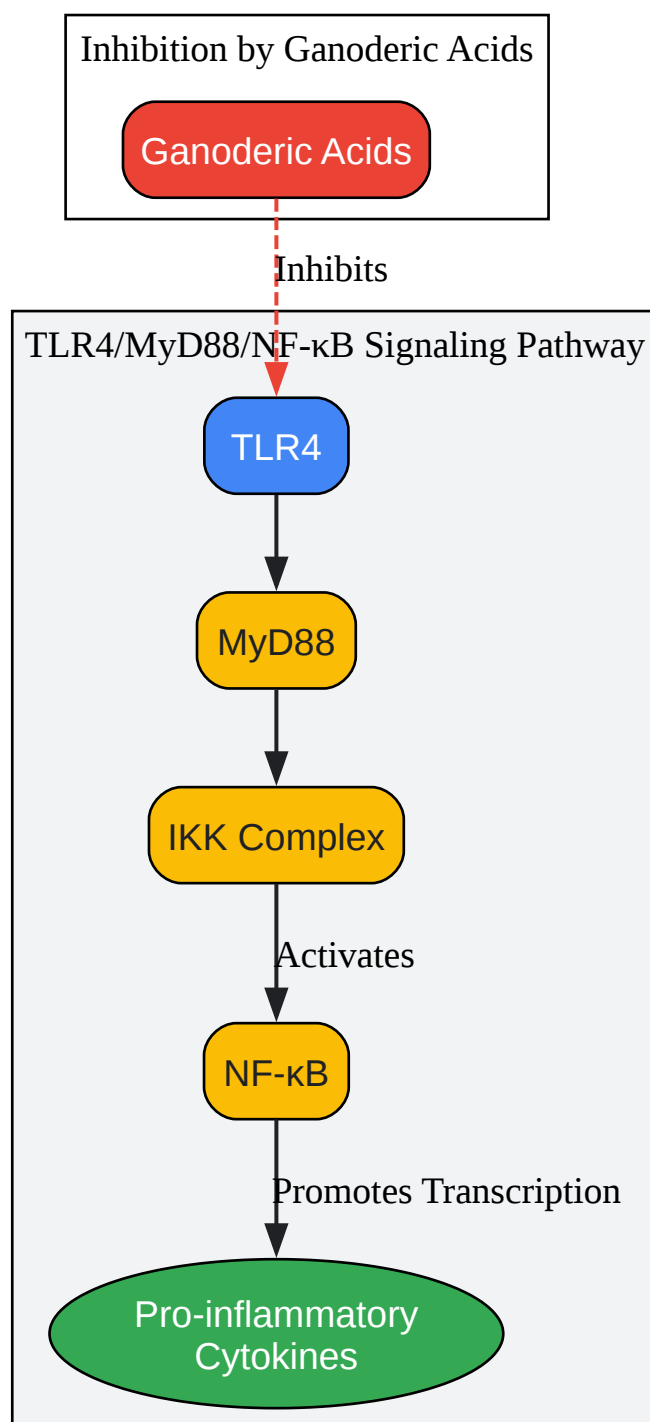 Inhibition by Ganoderic Acids
Ganoderic Acids
Inhibits
TLR4/MyD88/NF-κB Signaling Pathway
TLR4
MyD88
IKK Complex
Activates
NF-κB
Promotes Transcription
Pro-inflammatory
Cytokines